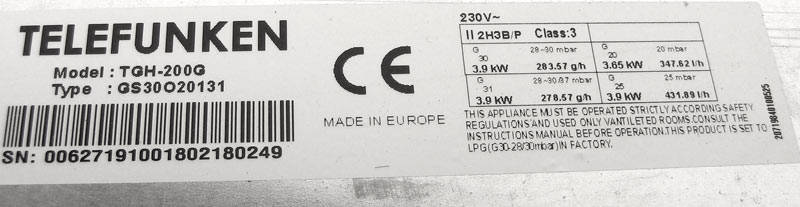 TELEFUNKEN
Model : TGH-200G
Type : GS30O20131
SN: 00627191001802180249
CE
MADE IN EUROPE
230V~
II 2H3B/P Class:3
G 30 28-30 mbar
3.9 kW 283.57 g/h
G 20 20 mbar
3.65 kW 347.62 l/h
G 31 28-30/37 mbar
3.9 kW 278.57 g/h
G 25 25 mbar
3.9 kW 431.89 l/h
THIS APPLIANCE MUST BE OPERATED STRICTLY ACCORDING SAFETY
REGULATIONS AND USED ONLY VANTILETED ROOMS.CONSULT THE
INSTRUCTIONS MANUAL BEFORE OPERATION.THIS PRODUCT IS SET TO
LPG(G30-28/30mbar)IN FACTORY.